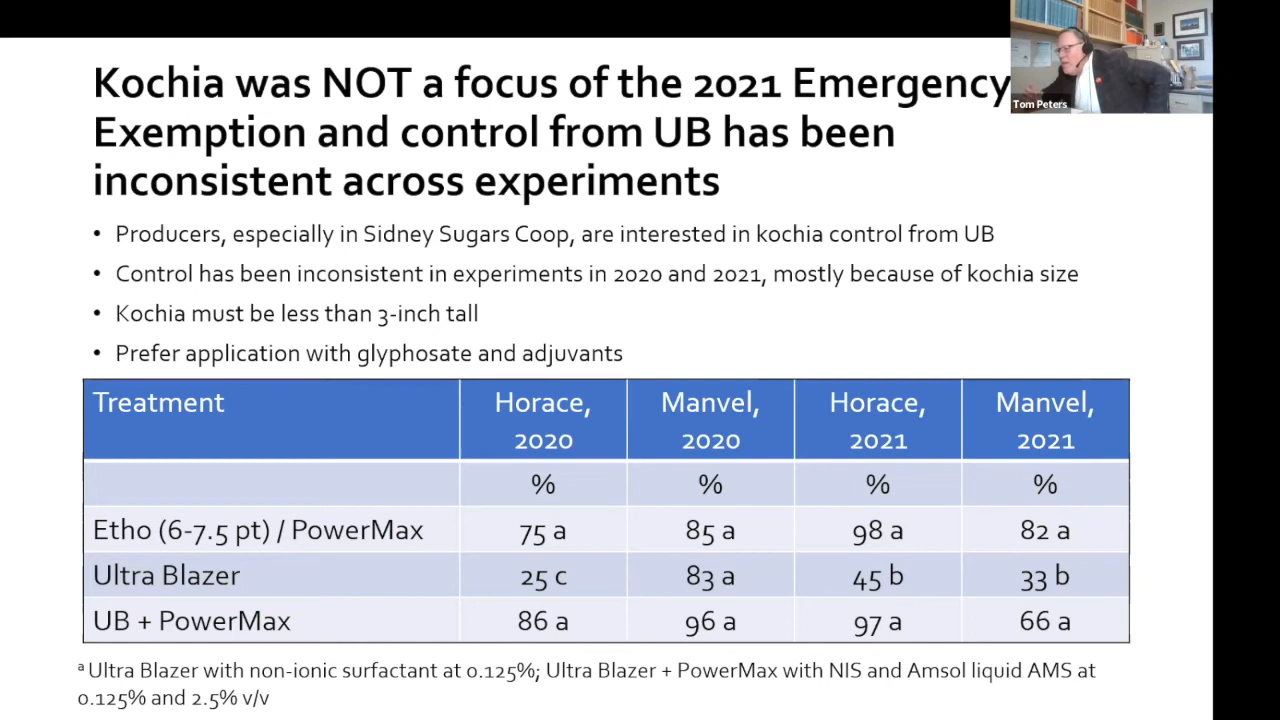 Kochia was NOT a focus of the 2021 Emergency
Exemption and control from UB has been
inconsistent across experiments
Tom Peters
• Producers, especially in Sidney Sugars Coop, are interested in kochia control from UB
• Control has been inconsistent in experiments in 2020 and 2021, mostly because of kochia size
• Kochia must be less than 3-inch tall
• Prefer application with glyphosate and adjuvants
Treatment Horace, Manvel, Horace, Manvel,
2020 2020 2021 2021
% % % %
Etho (6-7.5 pt) / PowerMax 75 a 85 a 98 a 82 a
Ultra Blazer 25 c 83 a 45 b 33 b
UB + PowerMax 86 a 96 a 97 a 66 a
a Ultra Blazer with non-ionic surfactant at 0.125%; Ultra Blazer + PowerMax with NIS and Amsol liquid AMS at
0.125% and 2.5% v/v